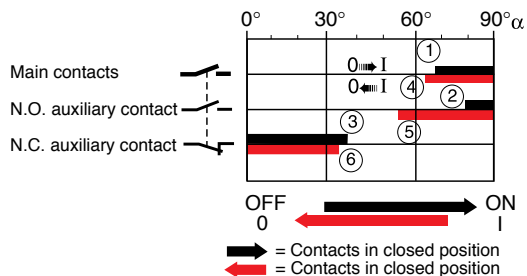 0° 30° 60° 90° α
①
Main contacts 0 I
0 I ④
②
N.O. auxiliary contact
③ ⑤
N.C. auxiliary contact
⑥
OFF ON
0 I
= Contacts in closed position
= Contacts in closed position